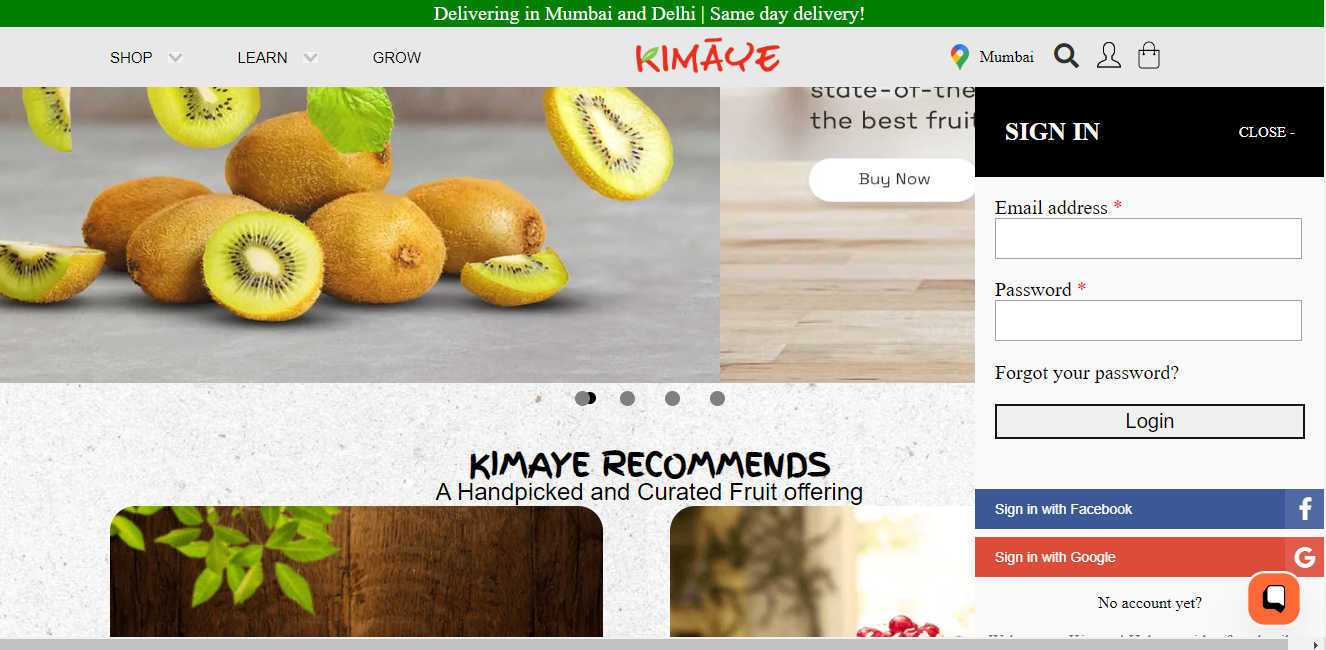 Delivering in Mumbai and Delhi | Same day delivery!
SHOP
LEARN
GROW
KIMĀYE
Mumbai
state-of-the
the best fruit
Buy Now
SIGN IN
CLOSE -
Email address *
Password *
Forgot your password?
Login
KIMAYE RECOMMENDS
A Handpicked and Curated Fruit offering
Sign in with Facebook
Sign in with Google
No account yet?